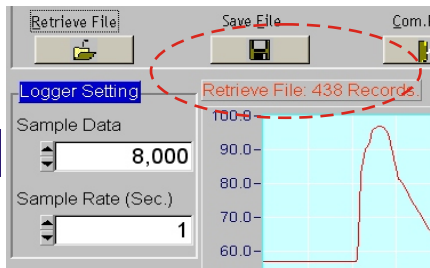 Retrieve File
Save File
Com.
Logger Setting
Retrieve File: 438 Records.
Sample Data
8,000
Sample Rate (Sec.)
1
100.0
90.0
80.0
70.0
60.0